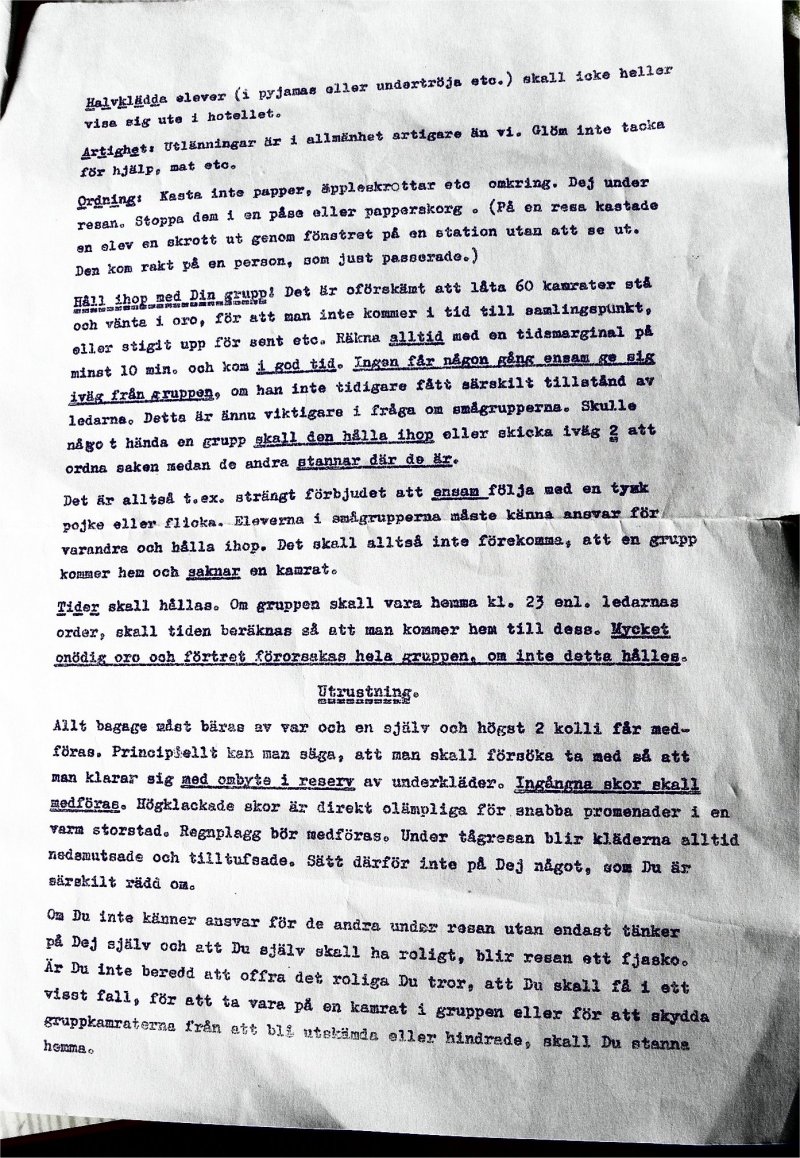 Halvklädda elever (i pyjamas eller undertröja etc.) skall icke heller
visa sig ute i hotellet.
Artighet: Utlänningar är i allmänhet artigare än vi. Glöm inte tacka
för hjälp, mat etc.
Ordning: Kasta inte papper, äppleskrottar etc omkring. Dej under
resan. Stoppa dem i en påse eller papperskorg . (På en resa kastade
en elev en skrott ut genom fönstret på en station utan att se ut.
Den kom rakt på en person, som just passerade.)
Håll ihop med Din grupp! Det är oförskämt att låta 60 kamrater stå
och vänta i oro, för att man inte kommer i tid till samlingspunkt,
eller stigit upp för sent etc. Räkna alltid med en tidsmarginal på
minst 10 min. och kom i god tid. Ingen får någon gång ensam ge sig
iväg från gruppen, om han inte tidigare fått särskilt tillstånd av
ledarna. Detta är ännu viktigare i fråga om smågrupperna. Skulle
någo t hända en grupp skall den hålla ihop eller skicka iväg 2 att
ordna saken medan de andra stannar där de är.
Det är alltså t.ex. strängt förbjudet att ensam följa med en tysk
pojke eller flicka. Eleverna i smågrupperna måste känna ansvar för
varandra och hålla ihop. Det skall alltså inte förekomma, att en grupp
kommer hem och saknar en kamrat.
Tider skall hållas. Om gruppen skall vara hemma kl. 23 enl. ledarnas
order, skall tiden beräknas så att man kommer hem till dess. Mycket
onödig oro och förtret förorsakas hela gruppen, om inte detta hålles.
Utrustning.
Allt bagage måst bäras av var och en själv och högst 2 kolli får med-
föras. Principiellt kan man säga, att man skall försöka ta med så att
man klarar sig med ombyte i reserv av underkläder. Ingångna skor skall
medföras. Högklackade skor är direkt olämpliga för snabba promenader i en
varm storstad. Regnplagg bör medföras. Under tågresan blir kläderna alltid
nedsmutsade och tilltufsade. Sätt därför inte på Dej något, som Du är
särskilt rädd om.
Om Du inte känner ansvar för de andra under resan utan endast tänker
på Dej själv och att Du själv skall ha roligt, blir resan ett fjasko.
Är Du inte beredd att offra det roliga Du tror, att Du skall få i ett
visst fall, för att ta vara på en kamrat i gruppen eller för att skydda
gruppkamraterna från att bli utskämda eller hindrade, skall Du stanna
hemma.